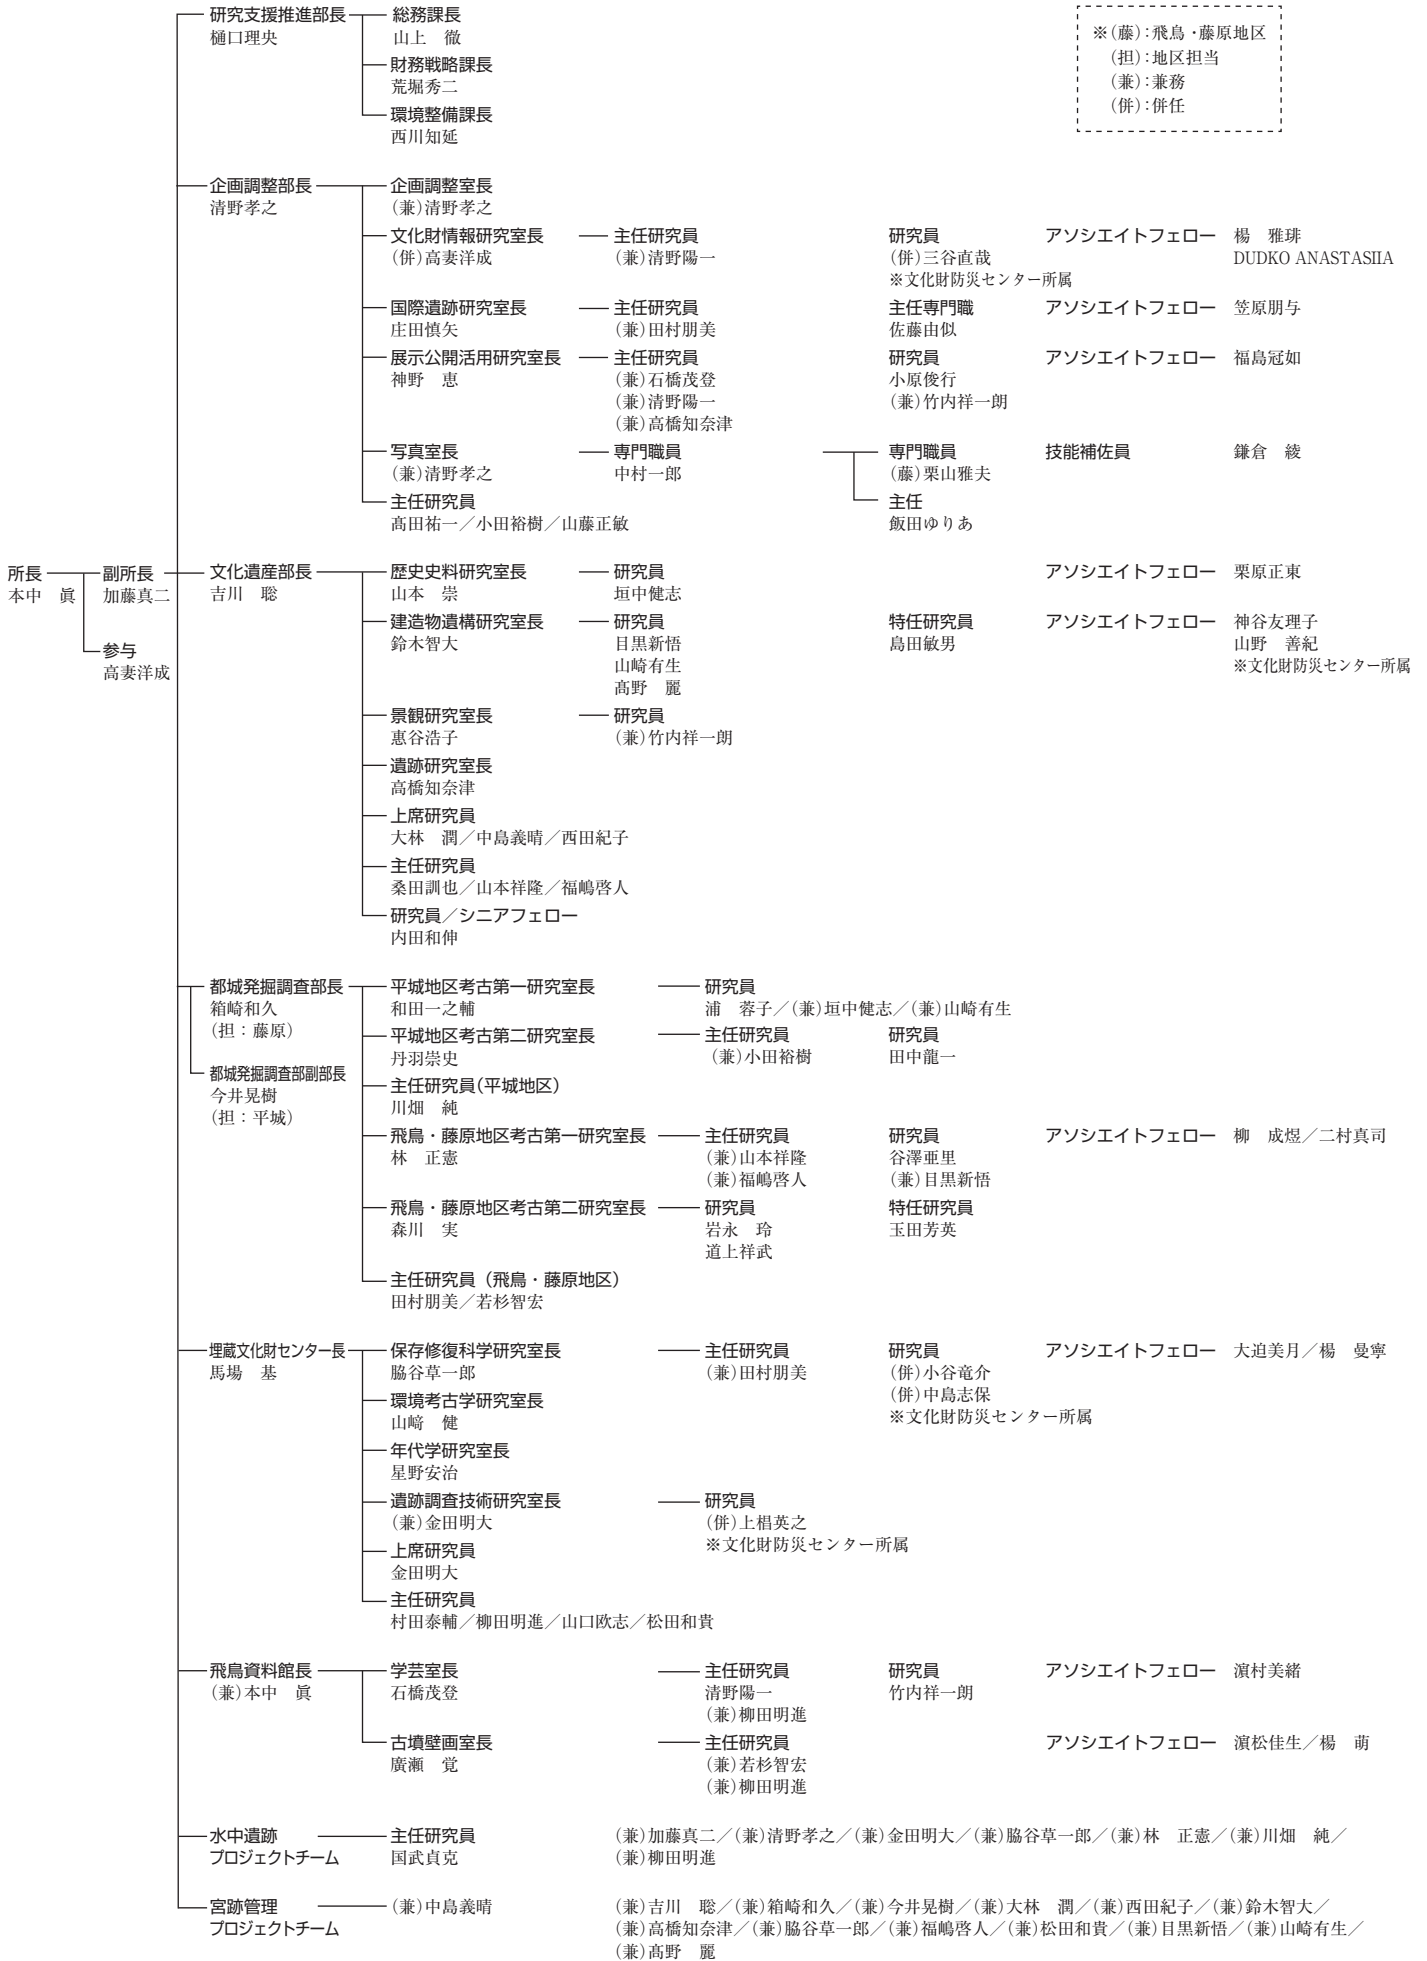 ※(藤):飛鳥・藤原地区
(担):地区担当
(兼):兼務
(併):併任
所長
本中　眞
副所長
加藤真二
参与
高妻洋成
研究支援推進部長
樋口理央
総務課長
山上　徹
財務戦略課長
荒堀秀二
環境整備課長
西川知延
企画調整部長
清野孝之
企画調整室長
(兼)清野孝之
文化財情報研究室長
(併)高妻洋成
主任研究員
(兼)清野陽一
研究員
(併)三谷直哉
※文化財防災センター所属
アソシエイトフェロー　楊　雅琲
DUDKO ANASTASIIA
国際遺跡研究室長
庄田慎矢
主任研究員
(兼)田村朋美
主任専門職
佐藤由似
アソシエイトフェロー　笠原朋与
展示公開活用研究室長
神野　恵
主任研究員
(兼)石橋茂登
(兼)清野陽一
(兼)高橋知奈津
研究員
小原俊行
(兼)竹内祥一朗
アソシエイトフェロー　福島冠如
写真室長
(兼)清野孝之
専門職員
中村一郎
専門職員
(藤)栗山雅夫
主任
飯田ゆりあ
技能補佐員　鎌倉　綾
主任研究員
髙田祐一／小田裕樹／山藤正敏
文化遺産部長
吉川　聡
歴史史料研究室長
山本　崇
研究員
垣中健志
アソシエイトフェロー　栗原正東
建造物遺構研究室長
鈴木智大
研究員
目黒新悟
山崎有生
髙野　麗
特任研究員
島田敏男
アソシエイトフェロー　神谷友理子
山野　善紀
※文化財防災センター所属
景観研究室長
惠谷浩子
研究員
(兼)竹内祥一朗
遺跡研究室長
高橋知奈津
上席研究員
大林　潤／中島義晴／西田紀子
主任研究員
桑田訓也／山本祥隆／福嶋啓人
研究員／シニアフェロー
内田和伸
都城発掘調査部長
箱崎和久
(担：藤原)
都城発掘調査部副部長
今井晃樹
(担：平城)
平城地区考古第一研究室長
和田一之輔
研究員
浦　蓉子／(兼)垣中健志／(兼)山崎有生
平城地区考古第二研究室長
丹羽崇史
主任研究員
(兼)小田裕樹
研究員
田中龍一
主任研究員(平城地区)
川畑　純
飛鳥・藤原地区考古第一研究室長
林　正憲
主任研究員
(兼)山本祥隆
(兼)福嶋啓人
研究員
谷澤亜里
(兼)目黒新悟
アソシエイトフェロー　柳　成煜／二村真司
飛鳥・藤原地区考古第二研究室長
森川　実
研究員
岩永　玲
道上祥武
特任研究員
玉田芳英
主任研究員（飛鳥・藤原地区）
田村朋美／若杉智宏
埋蔵文化財センター長
馬場　基
保存修復科学研究室長
脇谷草一郎
主任研究員
(兼)田村朋美
研究員
(併)小谷竜介
(併)中島志保
※文化財防災センター所属
アソシエイトフェロー　大迫美月／楊　曼寧
環境考古学研究室長
山﨑　健
年代学研究室長
星野安治
遺跡調査技術研究室長
(兼)金田明大
研究員
(併)上椙英之
※文化財防災センター所属
上席研究員
金田明大
主任研究員
村田泰輔／柳田明進／山口欧志／松田和貴
飛鳥資料館長
(兼)本中　眞
学芸室長
石橋茂登
主任研究員
清野陽一
(兼)柳田明進
研究員
竹内祥一朗
アソシエイトフェロー　濵村美緒
古墳壁画室長
廣瀬　覚
主任研究員
(兼)若杉智宏
(兼)柳田明進
アソシエイトフェロー　濵松佳生／楊　萌
水中遺跡
プロジェクトチーム
主任研究員
国武貞克
(兼)加藤真二／(兼)清野孝之／(兼)金田明大／(兼)脇谷草一郎／(兼)林　正憲／(兼)川畑　純／
(兼)柳田明進
宮跡管理
プロジェクトチーム
(兼)中島義晴
(兼)吉川　聡／(兼)箱崎和久／(兼)今井晃樹／(兼)大林　潤／(兼)西田紀子／(兼)鈴木智大／
(兼)高橋知奈津／(兼)脇谷草一郎／(兼)福嶋啓人／(兼)松田和貴／(兼)目黒新悟／(兼)山崎有生／
(兼)髙野　麗